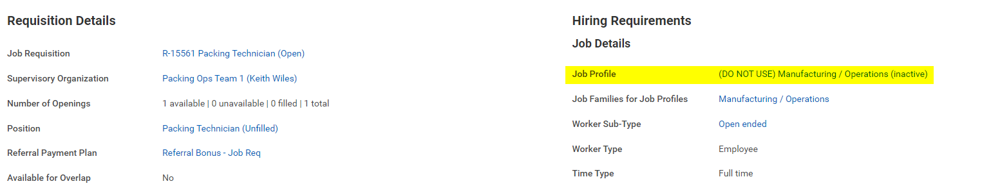 Requisition Details
Job Requisition R-15561 Packing Technician (Open)
Supervisory Organization Packing Ops Team 1 (Keith Wiles)
Number of Openings 1 available | 0 unavailable | 0 filled | 1 total
Position Packing Technician (Unfilled)
Referral Payment Plan Referral Bonus - Job Req
Available for Overlap No
Hiring Requirements
Job Details
Job Profile (DO NOT USE) Manufacturing / Operations (inactive)
Job Families for Job Profiles Manufacturing / Operations
Worker Sub-Type Open ended
Worker Type Employee
Time Type Full time